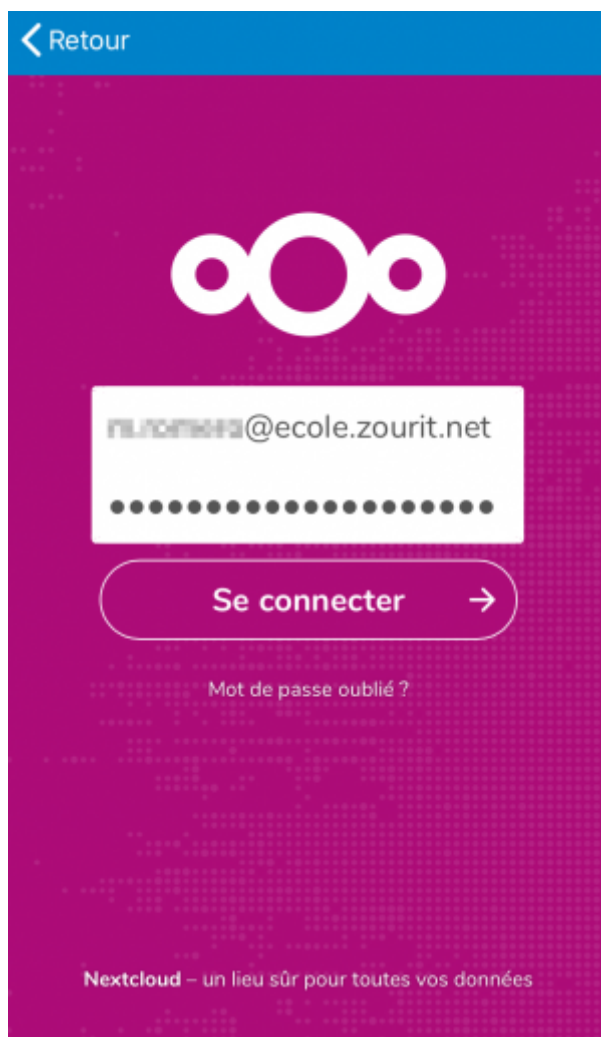 Retour
@ecole.zourit.net
Se connecter
Mot de passe oublié ?
Nextcloud – un lieu sûr pour toutes vos données